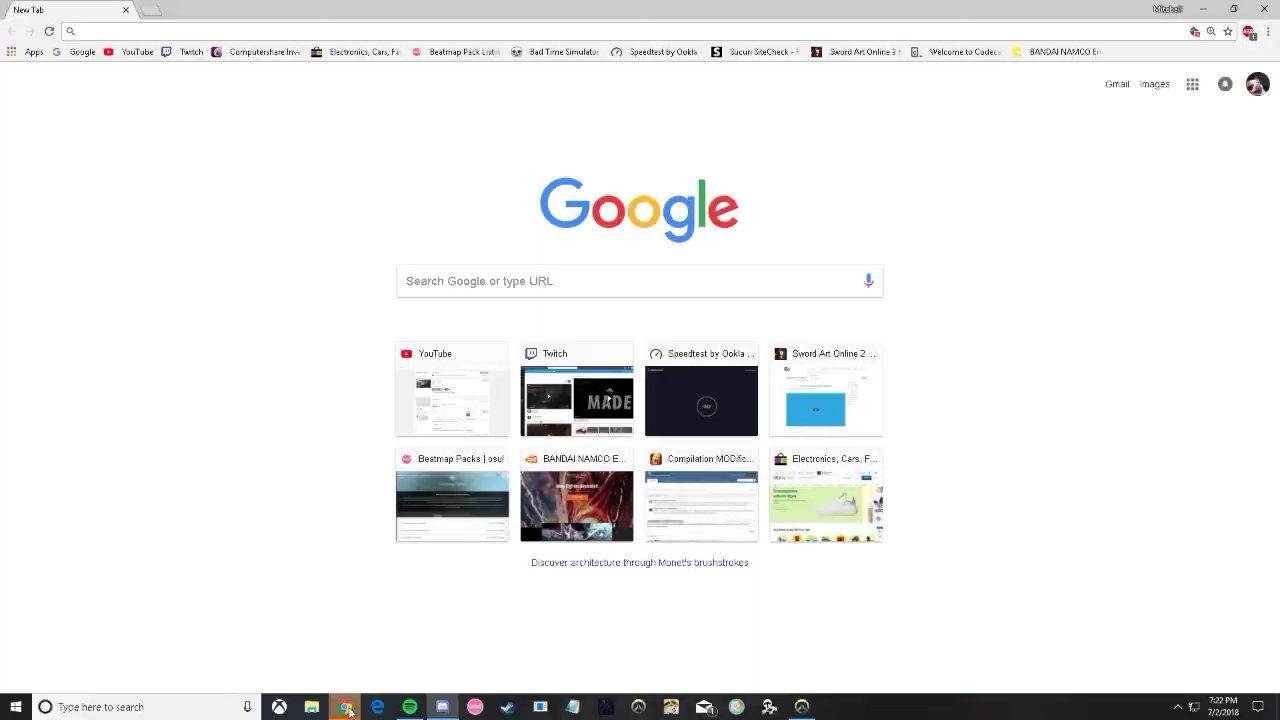 New Tab
Mitchell
Apps Google YouTube Twitch Computershare Inve Electronics, Cars, Fa Beatmap Pack Listin Bad Time Simulator Speedtest by Ookla - Sucuri SiteCheck - F Sword Art Online 2 Welcome to Codeca BANDAI NAMCO En
Gmail Images
Google
Search Google or type URL
YouTube Twitch Speedtest by Ookla ... Sword Art Online 2 ...
GO
MADE
Beatmap Packs | osu! BANDAI NAMCO E... Compilation MODific... Electronics, Cars, F...
Discover architecture through Monet's brushstrokes
Type here to search
7:22 PM
7/2/2018